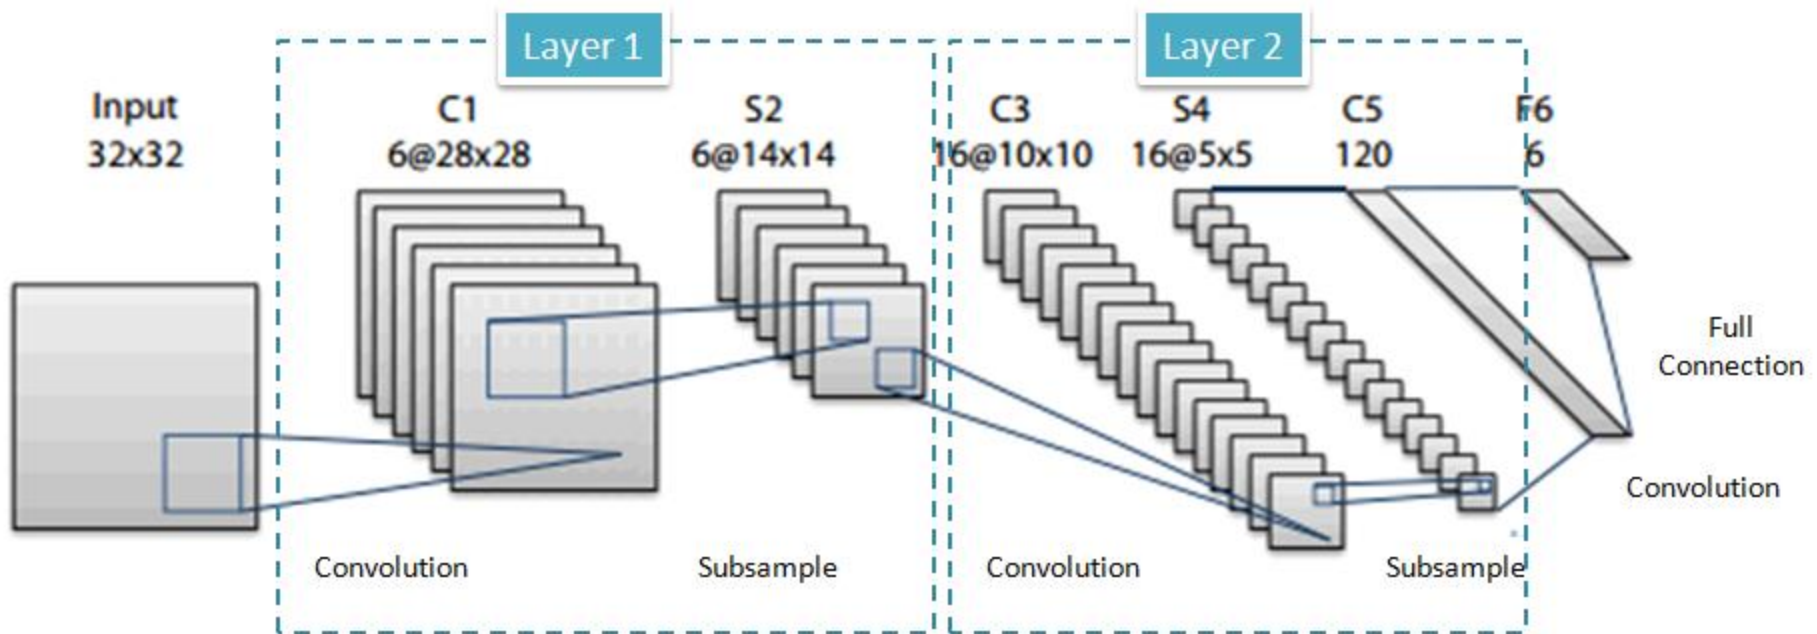 Layer 1
Layer 2
Input
32x32
C1
6@28x28
S2
6@14x14
C3
16@10x10
S4
16@5x5
C5
120
F6
6
Full
Connection
Convolution
Convolution
Subsample
Convolution
Subsample